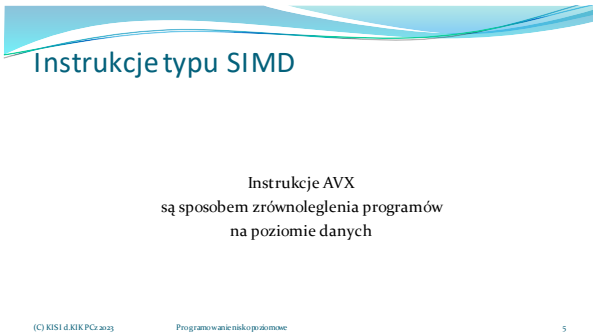 Instrukcje typu SIMD
Instrukcje AVX
są sposobem zrównoleglenia programów
na poziomie danych
(C) KISI d.KIK PCz 2023 Programowanie niskopoziomowe 5